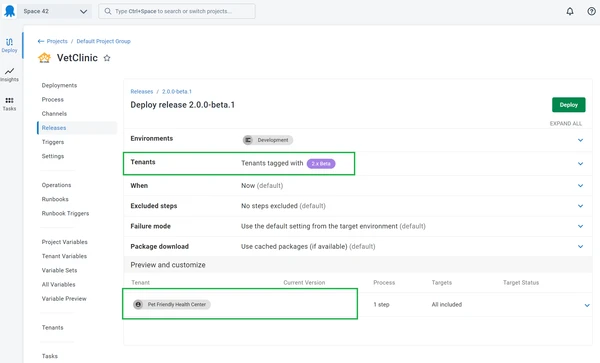 Space 42
Type Ctrl+Space to search or switch projects...
Deploy
Insights
Tasks
← Projects / Default Project Group
VetClinic
Deployments
Process
Channels
Releases
Triggers
Settings
Operations
Runbooks
Runbook Triggers
Project Variables
Tenant Variables
Variable Sets
All Variables
Variable Preview
Tenants
Tasks
Releases / 2.0.0-beta.1
Deploy release 2.0.0-beta.1
Deploy
EXPAND ALL
Environments Development
Tenants Tenants tagged with 2.x Beta
When Now (default)
Excluded steps No steps excluded (default)
Failure mode Use the default setting from the target environment (default)
Package download Use cached packages (if available) (default)
Preview and customize
Tenant Current Version Process Targets Target Status
Pet Friendly Health Center 1 step All included